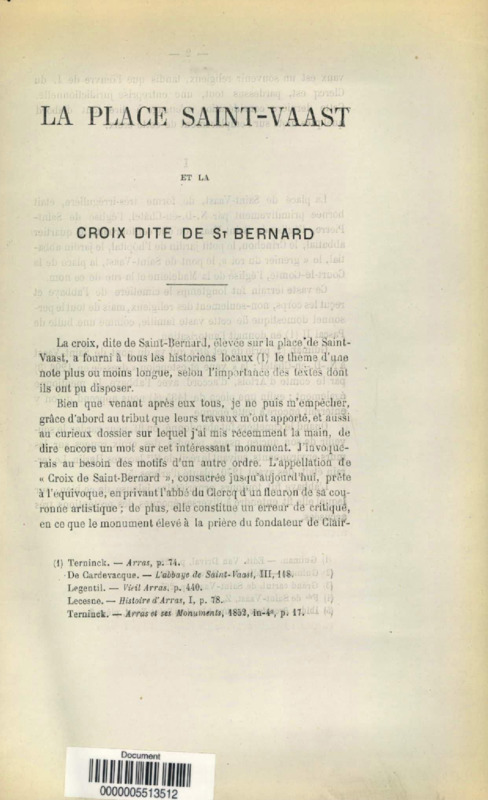 LA PLACE SAINT-VAAST
ET LA
CROIX DITE DE ST BERNARD
La croix, dite de Saint-Bernard, élevée sur la place de Saint-
Vaast, a fourni à tous les historiens locaux (1) le thème d'une
note plus ou moins longue, selon l'importance des textes dont
ils ont pu disposer.
Bien que venant après eux tous, je ne puis m'empêcher,
grâce d'abord au tribut que leurs travaux m'ont apporté, et aussi
au curieux dossier sur lequel j'ai mis récemment la main, de
dire encore un mot sur cet intéressant monument. J'invoque-
rais au besoin des motifs d'un autre ordre. L'appellation de
« Croix de Saint-Bernard », consacrée jusqu'aujourd'hui, prête
à l'équivoque, en privant l'abbé du Clercq d'un fleuron de sa cou-
ronne artistique ; de plus, elle constitue un erreur de critique,
en ce que le monument élevé à la prière du fondateur de Clair-
(1) Terninck. — Arras, p. 74.
De Cardevacque. — L'abbaye de Saint-Vaast, III, 118.
Legentil. — Vieil Arras, p. 440.
Lecesne. — Histoire d'Arras, I, p. 78.
Terninck. — Arras et ses Monuments, 1852, in-4°, p. 17.
Document
0000005513512